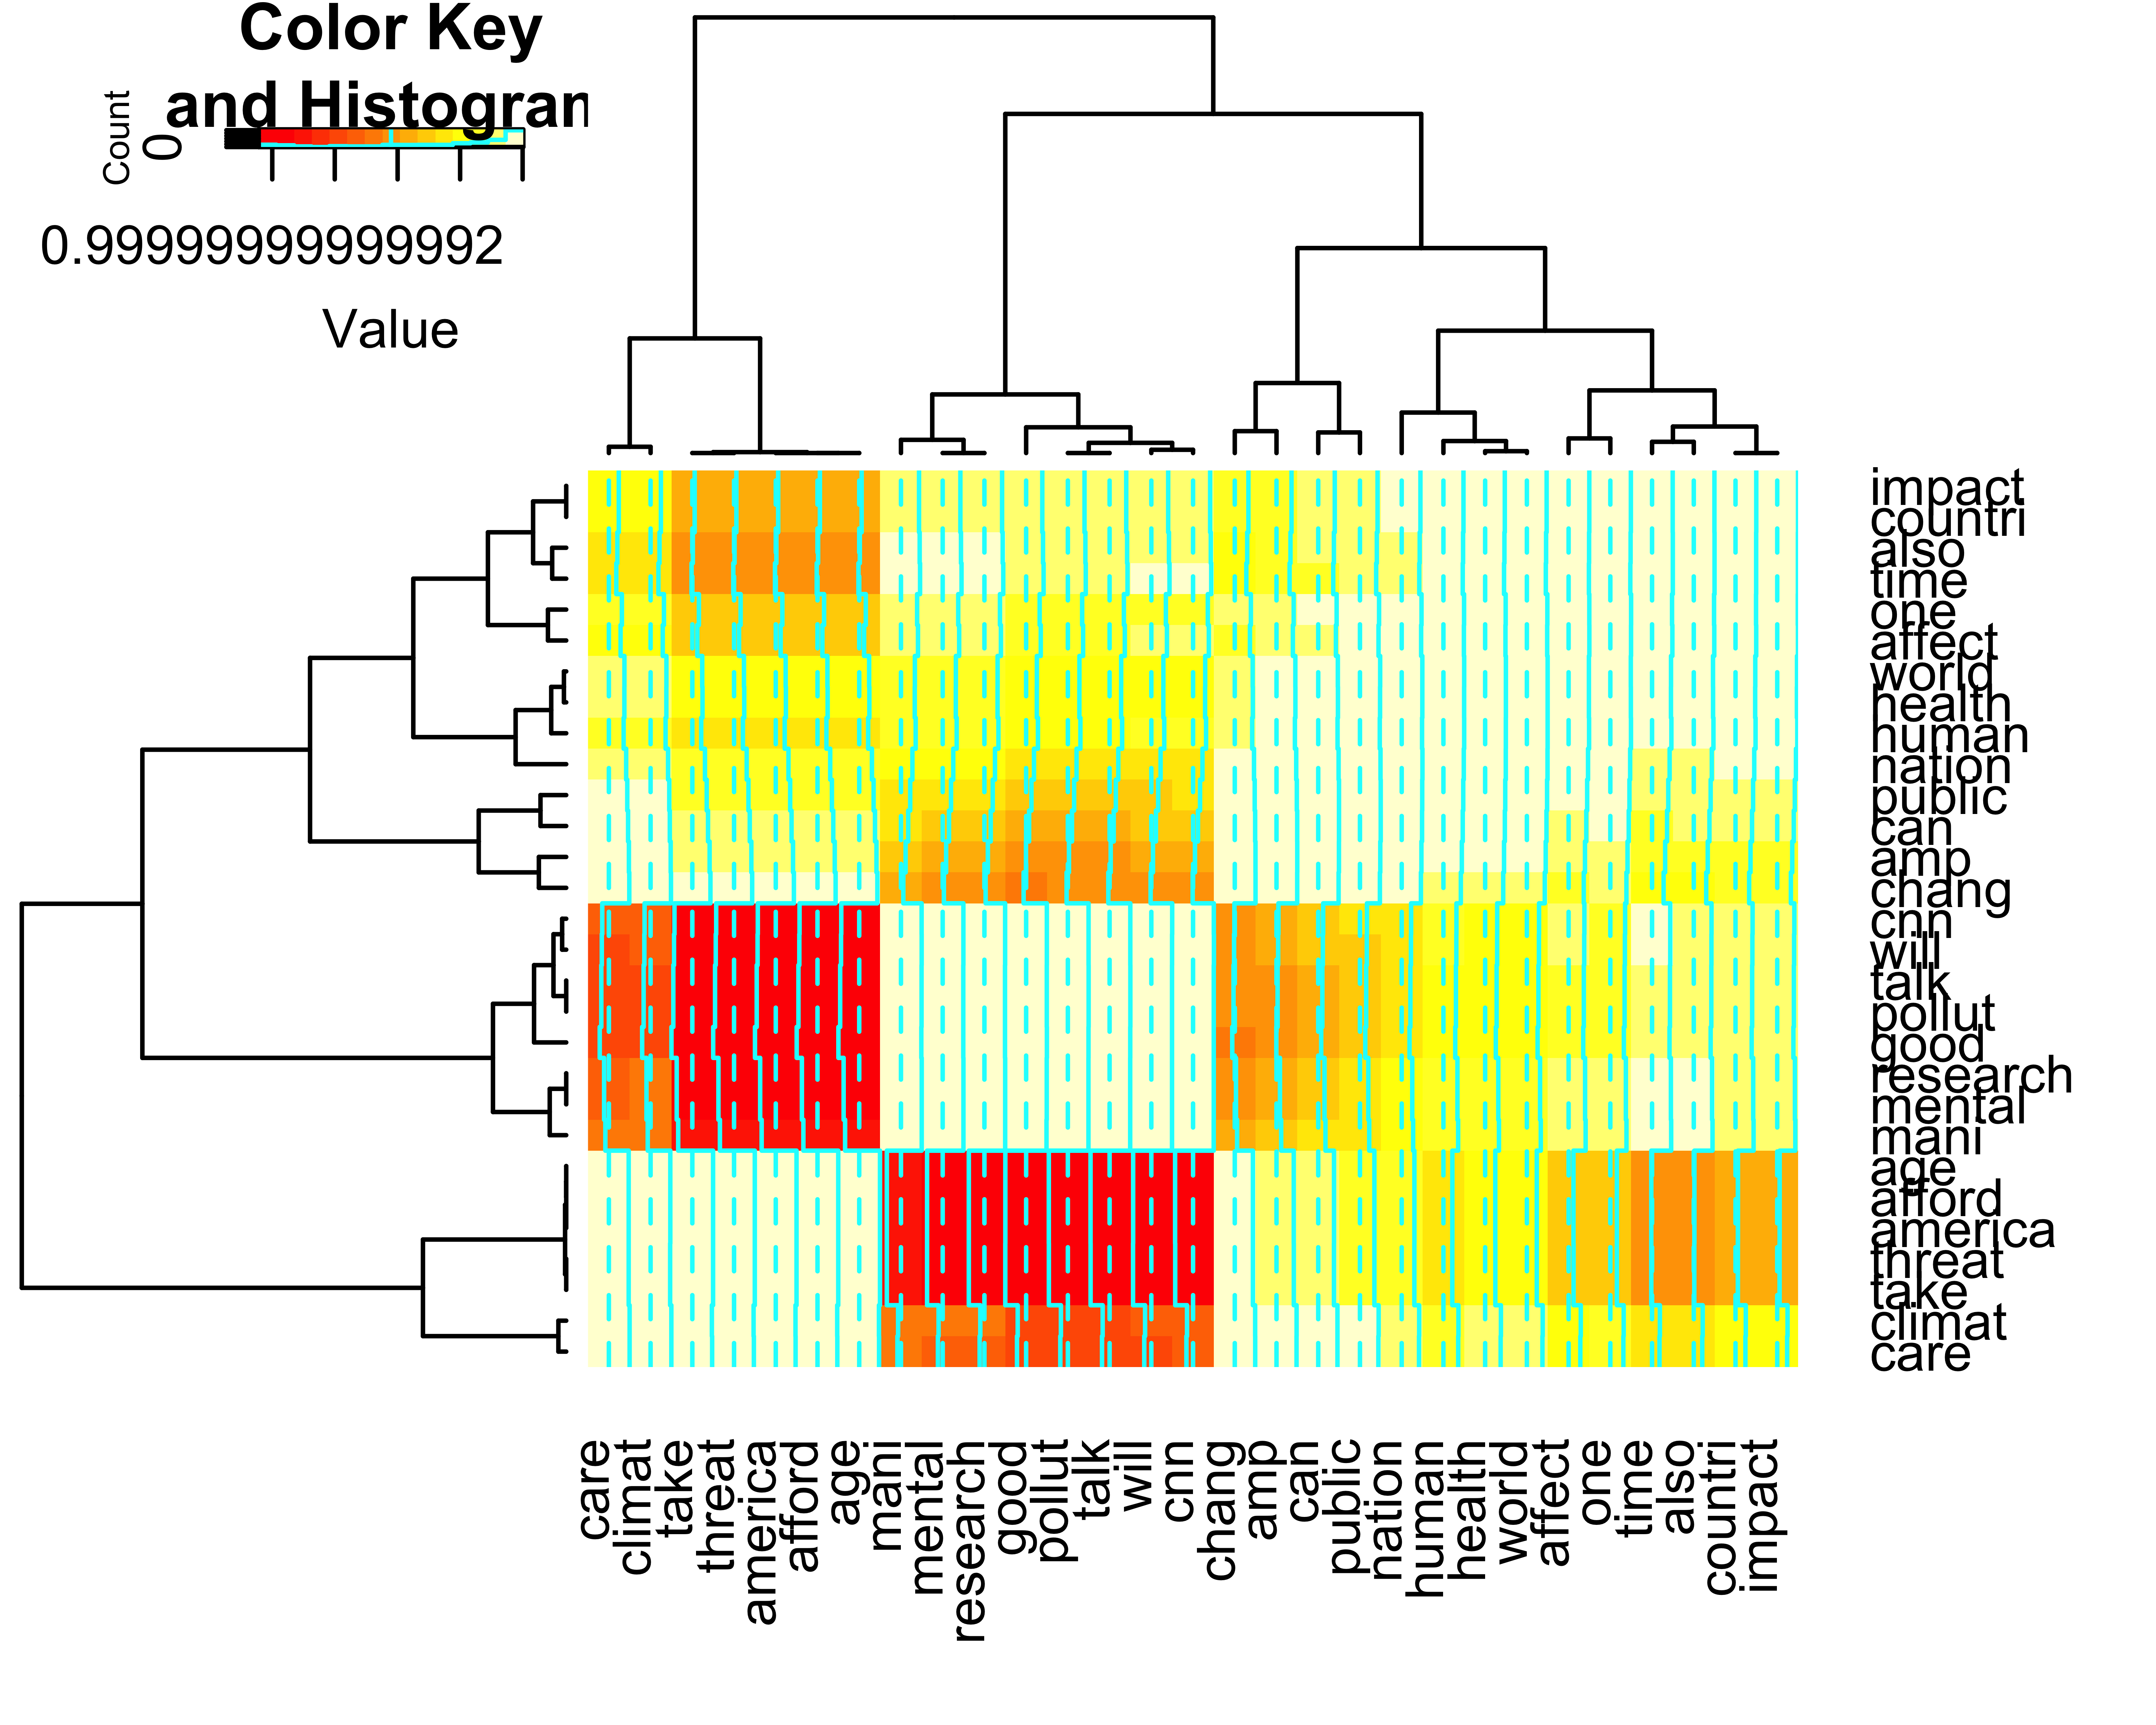 Color Key
and Histogran
Count
0
0.999999999999992
Value
impact
countri
also
time
one
affect
world
health
human
nation
public
can
amp
chang
cnn
will
talk
pollut
good
research
mental
mani
age
afford
america
threat
take
climat
care
care
climat
take
threat
america
afford
age
mani
mental
research
good
pollut
talk
will
cnn
chang
amp
can
public
nation
human
health
world
affect
one
time
also
countri
impact